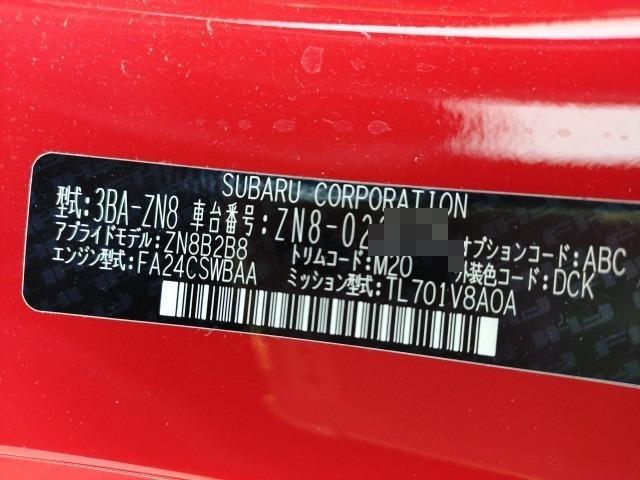 SUBARU CORPORATION
型式:3BA-ZN8 車台番号:ZN8-02
アプライドモデル:ZN8B2B8 トリムコード:M20 オプションコード:ABC
エンジン型式:FA24CSWBAA ミッション型式:TL701V8A0A 外装色コード:DCK